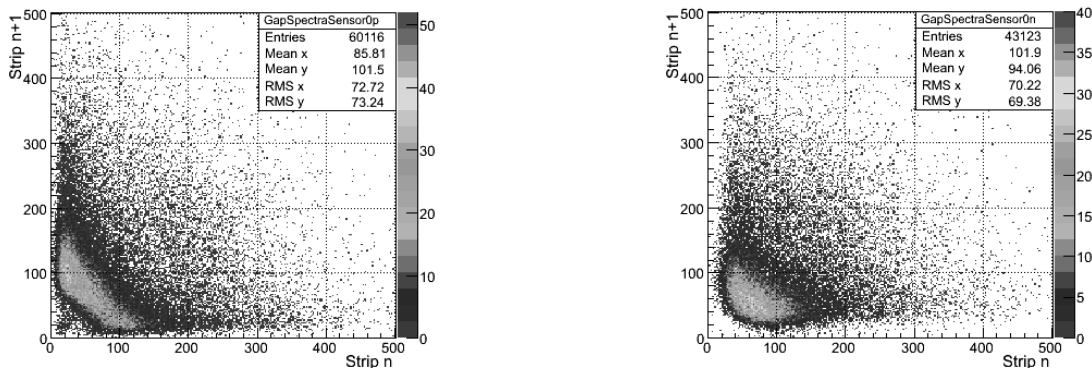 Strip n+1
500
400
300
200
100
0
0 100 200 300 400 500
Strip n
GapSpectraSensor0p
Entries 60116
Mean x 85.81
Mean y 101.5
RMS x 72.72
RMS y 73.24
50
40
30
20
10
0
Strip n+1
500
400
300
200
100
0
0 100 200 300 400 500
Strip n
GapSpectraSensor0n
Entries 43123
Mean x 101.9
Mean y 94.06
RMS x 70.22
RMS y 69.38
40
35
30
25
20
15
10
5
0